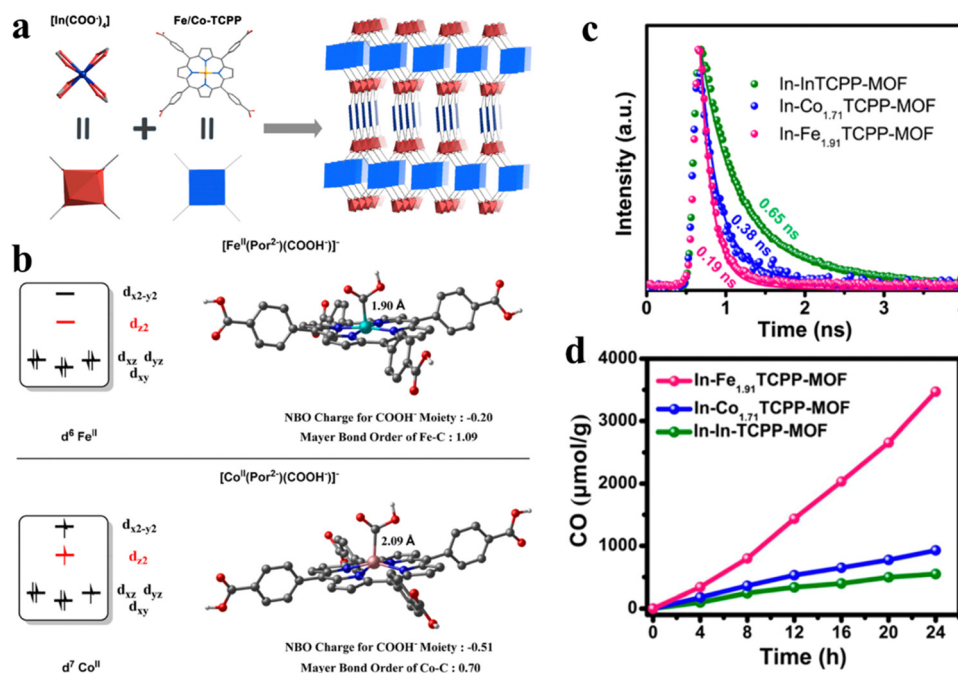 a
[In(COO⁻)₄]
Fe/Co-TCPP
b
[Feᴵᴵ(Por²⁻)(COOH⁻)]⁻
dx2-y2
dz2
dxz dyz
dxy
d⁶ Feᴵᴵ
1.90 Å
NBO Charge for COOH⁻ Moiety : -0.20
Mayer Bond Order of Fe-C : 1.09
[Coᴵᴵ(Por²⁻)(COOH⁻)]⁻
dx2-y2
dz2
dxz dyz
dxy
d⁷ Coᴵᴵ
2.09 Å
NBO Charge for COOH⁻ Moiety : -0.51
Mayer Bond Order of Co-C : 0.70
c
Intensity (a.u.)
In-InTCPP-MOF
In-Co₁.₇₁TCPP-MOF
In-Fe₁.₉₁TCPP-MOF
0.65 ns
0.38 ns
0.19 ns
0 1 2 3
Time (ns)
d
CO (μmol/g)
4000
3000
2000
1000
0
In-Fe₁.₉₁TCPP-MOF
In-Co₁.₇₁TCPP-MOF
In-In-TCPP-MOF
0 4 8 12 16 20 24
Time (h)